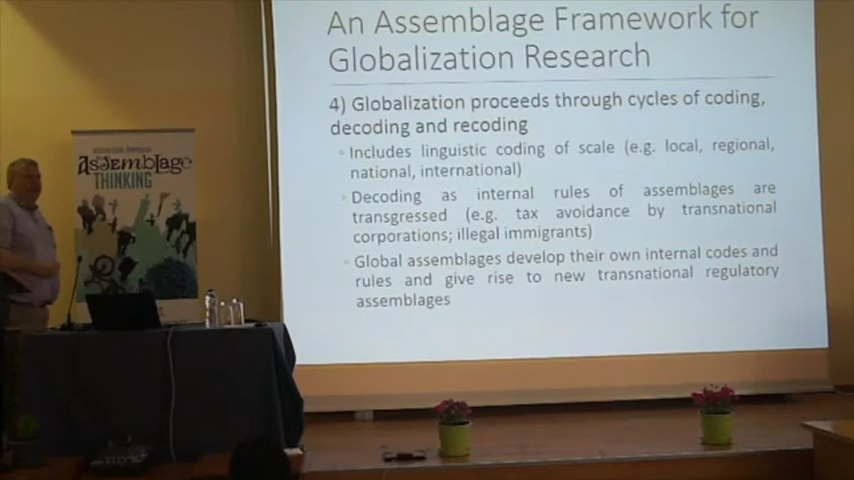 An Assemblage Framework for
Globalization Research
4) Globalization proceeds through cycles of coding,
decoding and recoding
Includes linguistic coding of scale (e.g. local, regional,
national, international)
Decoding as internal rules of assemblages are
transgressed (e.g. tax avoidance by transnational
corporations; illegal immigrants)
Global assemblages develop their own internal codes and
rules and give rise to new transnational regulatory
assemblages
Assemblage
THINKING